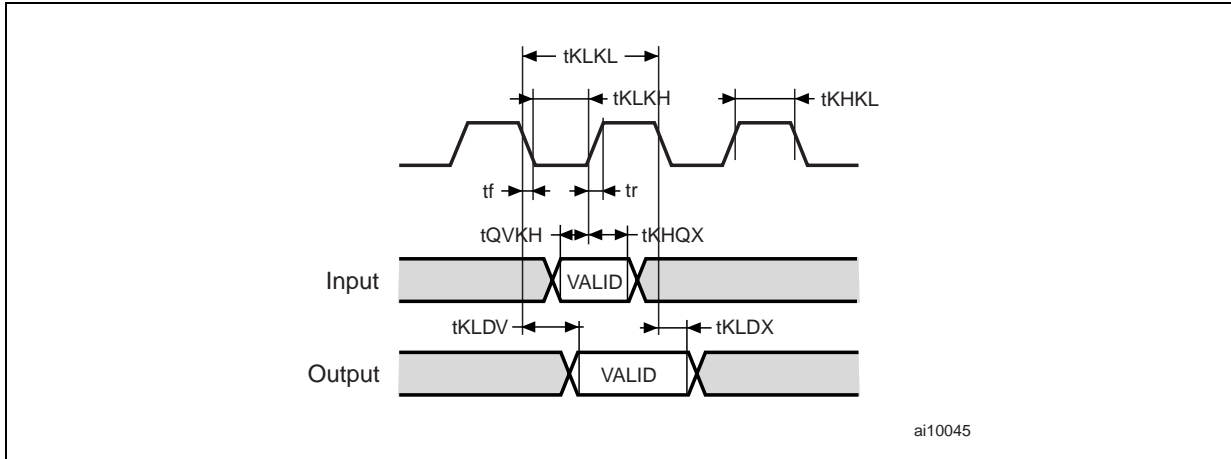 tKLKL
tKLKH
tKHKL
tf
tr
tQVKH
tKHQX
Input
VALID
tKLDV
tKLDX
Output
VALID
ai10045